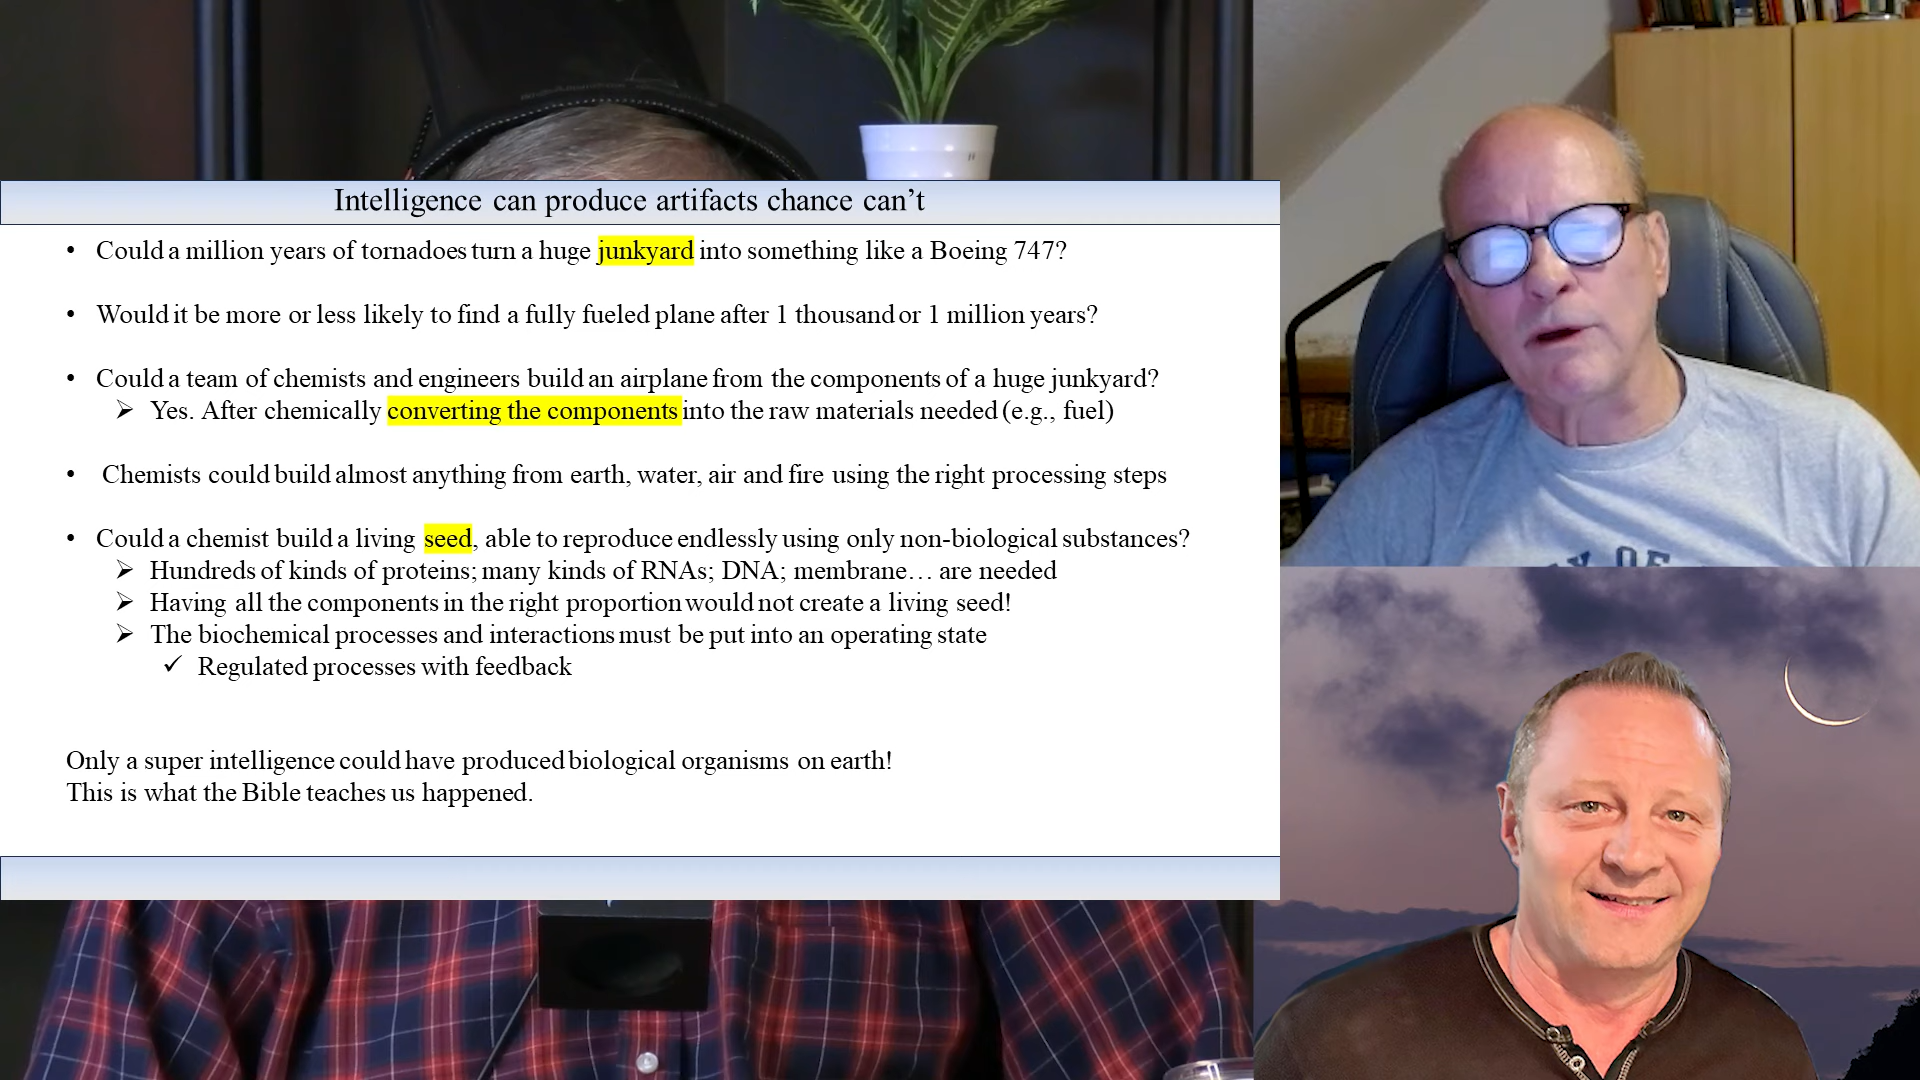 Intelligence can produce artifacts chance can't
• Could a million years of tornadoes turn a huge junkyard into something like a Boeing 747?
• Would it be more or less likely to find a fully fueled plane after 1 thousand or 1 million years?
• Could a team of chemists and engineers build an airplane from the components of a huge junkyard?
➢ Yes. After chemically converting the components into the raw materials needed (e.g., fuel)
• Chemists could build almost anything from earth, water, air and fire using the right processing steps
• Could a chemist build a living seed, able to reproduce endlessly using only non-biological substances?
➢ Hundreds of kinds of proteins; many kinds of RNAs; DNA; membrane… are needed
➢ Having all the components in the right proportion would not create a living seed!
➢ The biochemical processes and interactions must be put into an operating state
✓ Regulated processes with feedback
Only a super intelligence could have produced biological organisms on earth!
This is what the Bible teaches us happened.
OF